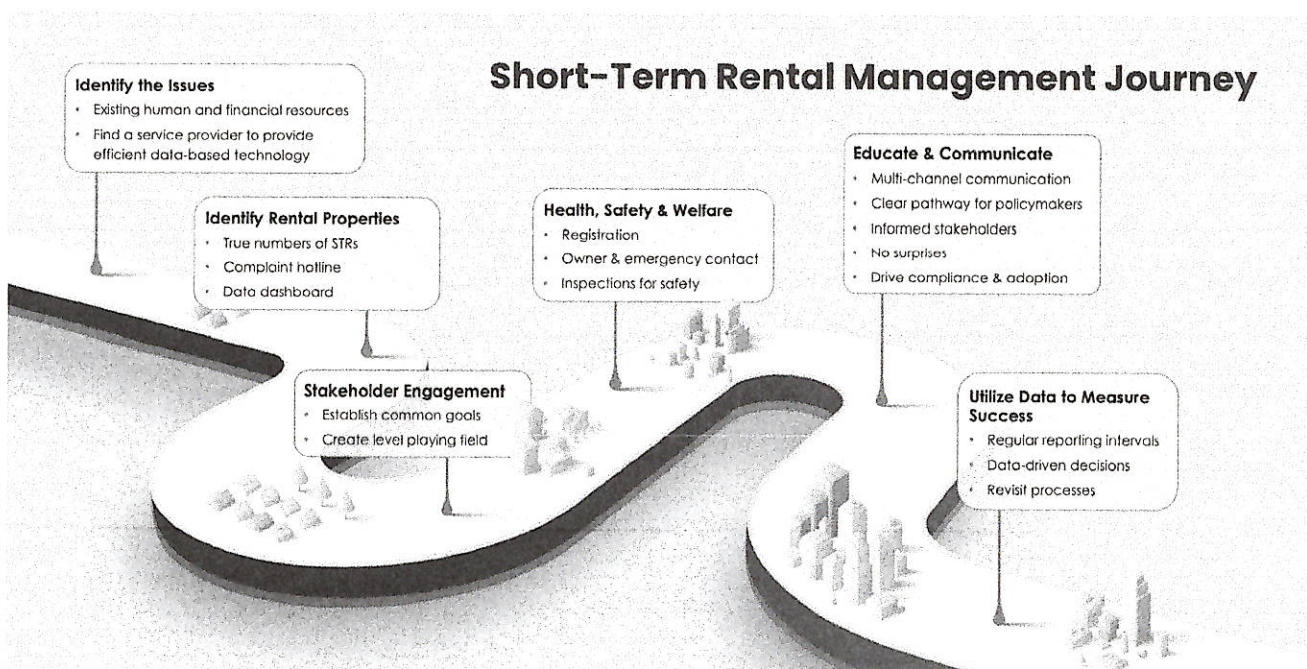 Short-Term Rental Management Journey
Identify the Issues
• Existing human and financial resources
• Find a service provider to provide
efficient data-based technology
Identify Rental Properties
• True numbers of STRs
• Complaint hotline
• Data dashboard
Stakeholder Engagement
• Establish common goals
• Create level playing field
Health, Safety & Welfare
• Registration
• Owner & emergency contact
• Inspections for safety
Educate & Communicate
• Multi-channel communication
• Clear pathway for policymakers
• Informed stakeholders
• No surprises
• Drive compliance & adoption
Utilize Data to Measure
Success
• Regular reporting intervals
• Data-driven decisions
• Revisit processes